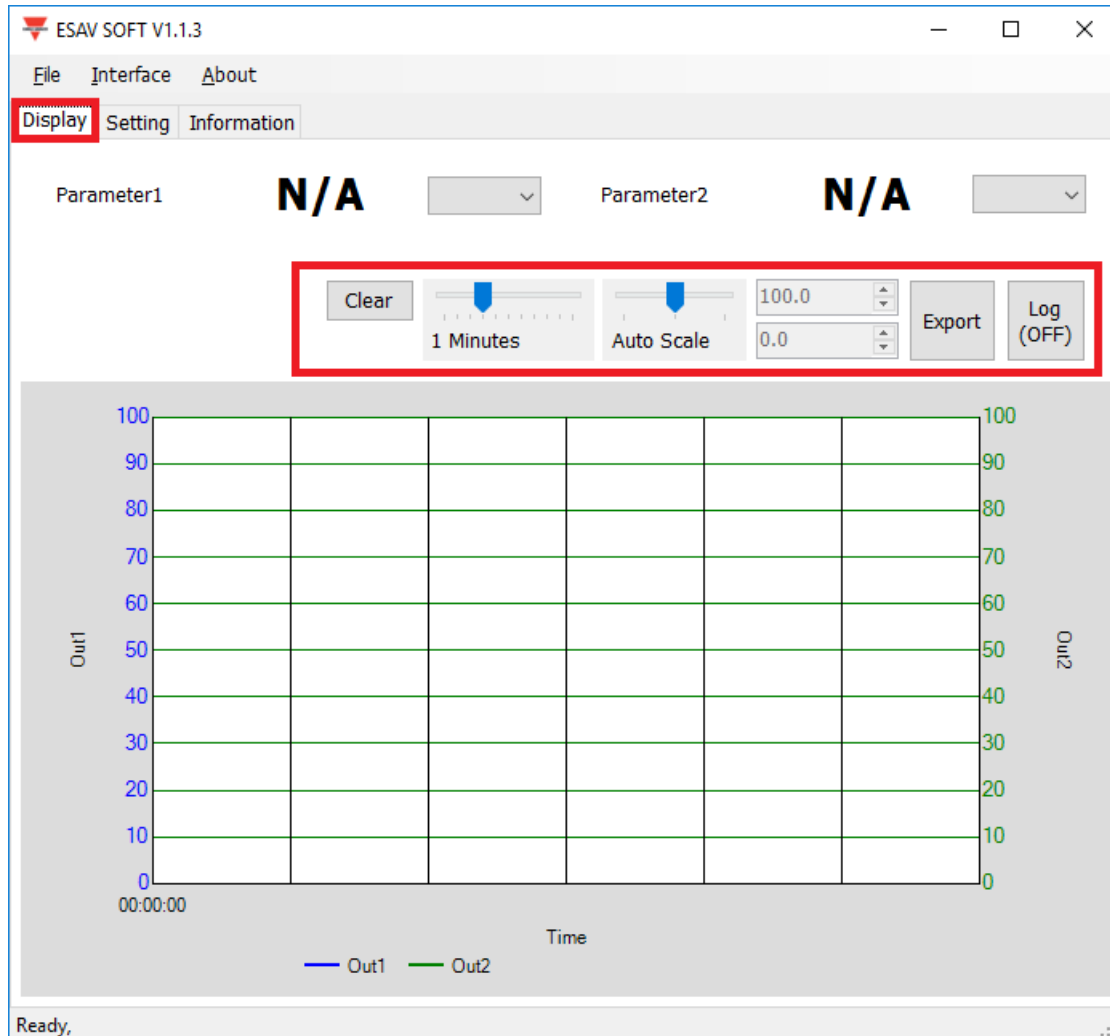 ESAV SOFT V1.1.3
File Interface About
Display Setting Information
Parameter1 N/A Parameter2 N/A
Clear
1 Minutes
Auto Scale
100.0
0.0
Export
Log
(OFF)
100 100
90 90
80 80
70 70
60 60
50 50
40 40
30 30
20 20
10 10
0 0
Out1
Out2
00:00:00
Time
Out1 Out2
Ready,